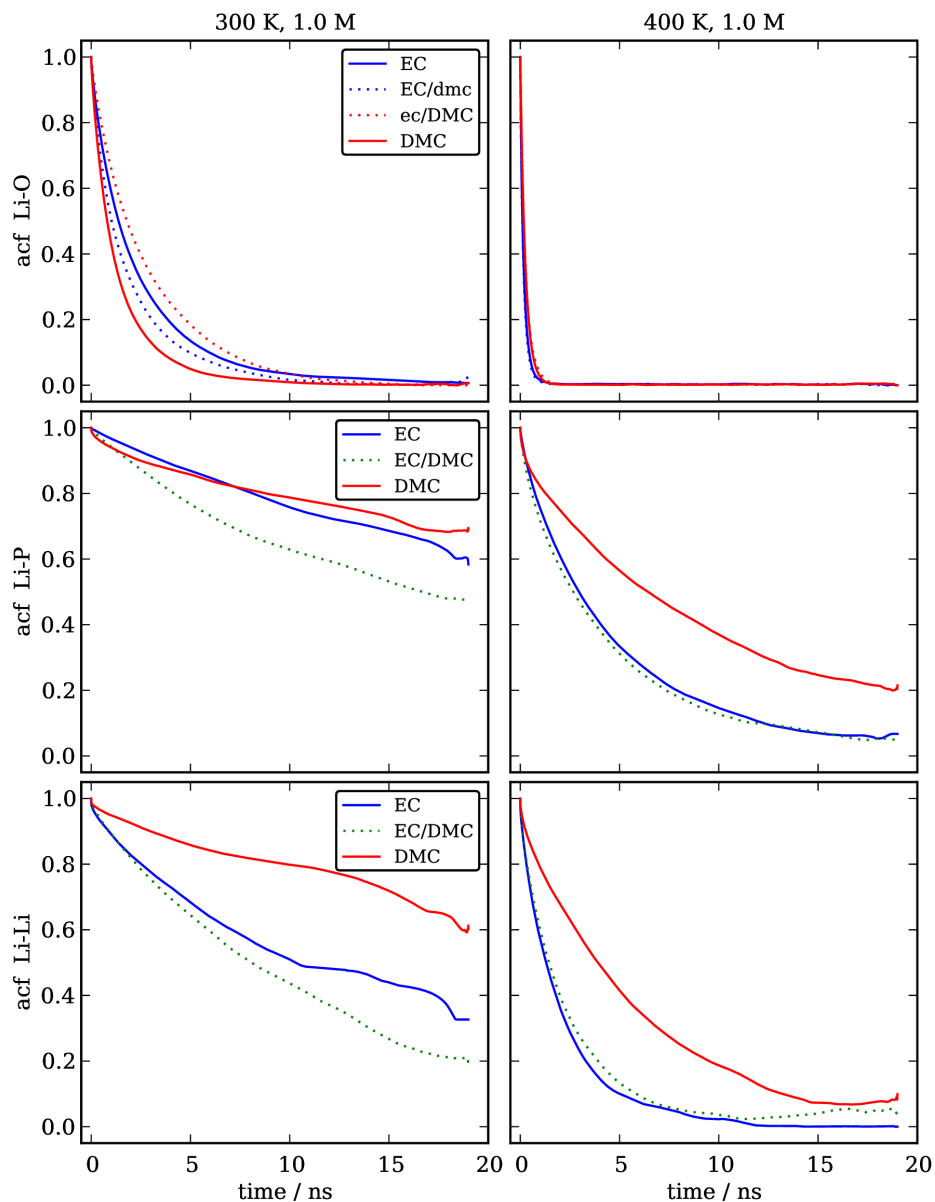 300 K, 1.0 M
400 K, 1.0 M
acf Li-O
1.0
0.8
0.6
0.4
0.2
0.0
EC
EC/dmc
ec/DMC
DMC
acf Li-P
1.0
0.8
0.6
0.4
0.2
0.0
EC
EC/DMC
DMC
acf Li-Li
1.0
0.8
0.6
0.4
0.2
0.0
EC
EC/DMC
DMC
0 5 10 15 20
0 5 10 15 20
time / ns
time / ns